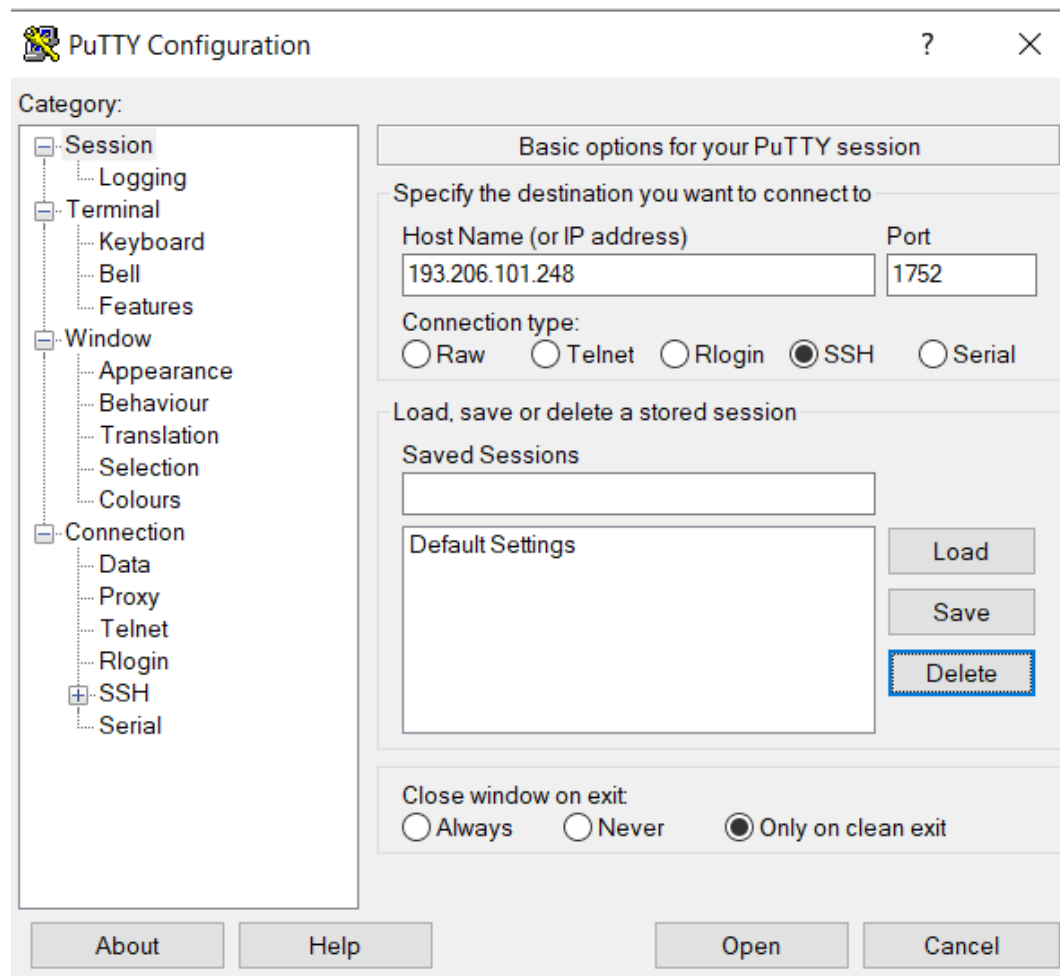 PuTTY Configuration ?
Category:
Session
Logging
Terminal
Keyboard
Bell
Features
Window
Appearance
Behaviour
Translation
Selection
Colours
Connection
Data
Proxy
Telnet
Rlogin
SSH
Serial
Basic options for your PuTTY session
Specify the destination you want to connect to
Host Name (or IP address) Port
193.206.101.248 1752
Connection type:
Raw Telnet Rlogin SSH Serial
Load, save or delete a stored session
Saved Sessions
Default Settings
Load
Save
Delete
Close window on exit:
Always Never Only on clean exit
About Help Open Cancel